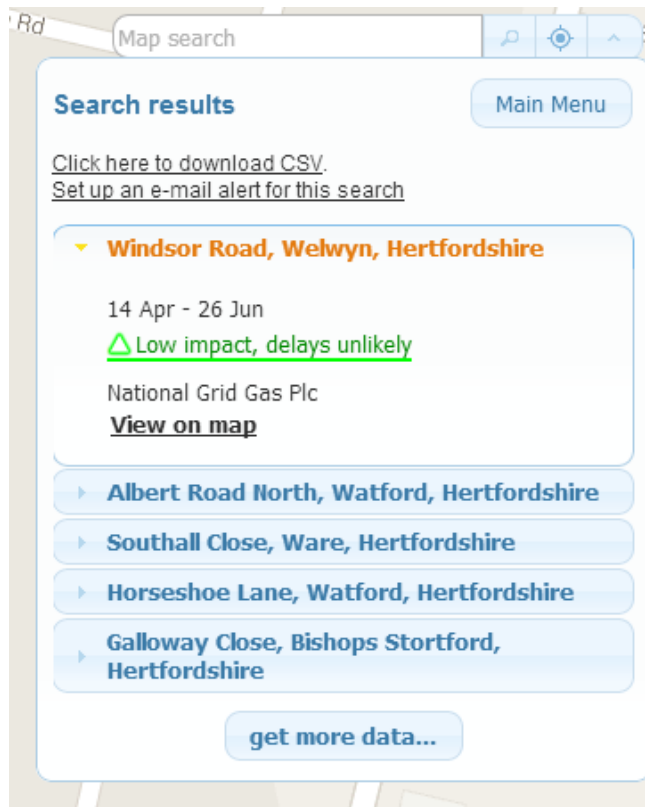 Rd
Map search
Search results
Main Menu
Click here to download CSV.
Set up an e-mail alert for this search
Windsor Road, Welwyn, Hertfordshire
14 Apr - 26 Jun
Low impact, delays unlikely
National Grid Gas Plc
View on map
Albert Road North, Watford, Hertfordshire
Southall Close, Ware, Hertfordshire
Horseshoe Lane, Watford, Hertfordshire
Galloway Close, Bishops Stortford,
Hertfordshire
get more data...